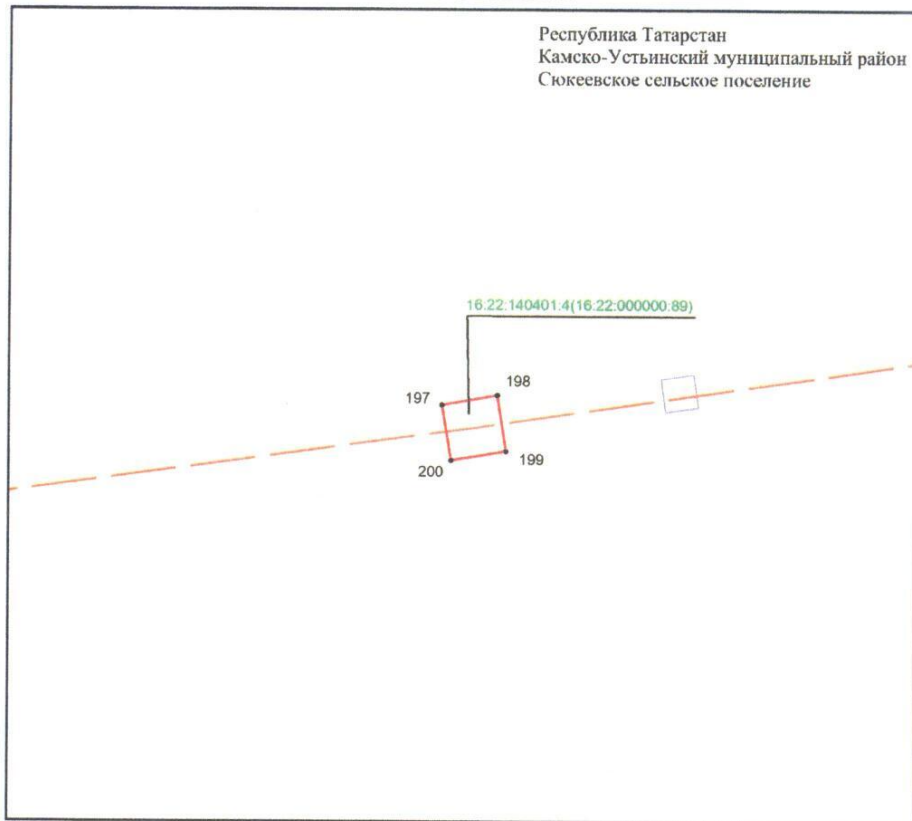 Республика Татарстан
Камско-Устьинский муниципальный район
Сюкеевское сельское поселение
16:22:140401:4(16:22:000000:89)
197
198
199
200